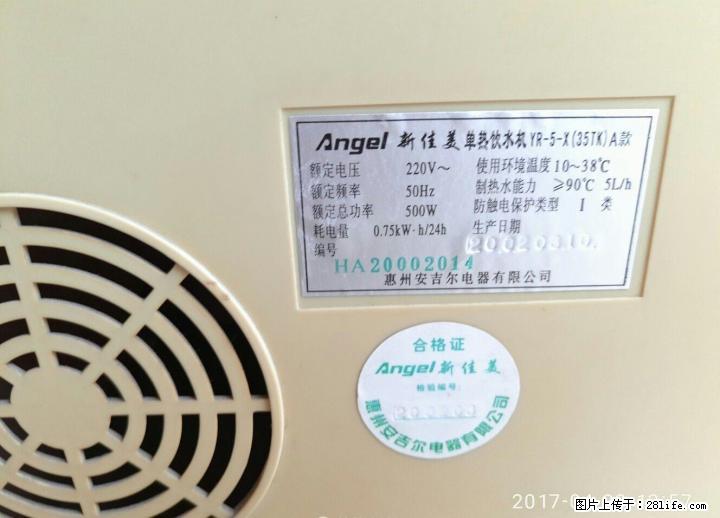 Angel 新佳美 单热饮水机 YR-5-X(35TK)A款
额定电压 220V～ 使用环境温度 10～38℃
额定频率 50Hz 制热水能力 ≥90℃ 5L/h
额定总功率 500W 防触电保护类型 I 类
耗电量 0.75kW·h/24h 生产日期
编号 20020310.
HA20002014
惠州安吉尔电器有限公司
合格证
Angel 新佳美
检验编号:
惠州安吉尔电器有限公司
图片上传于：28life.com